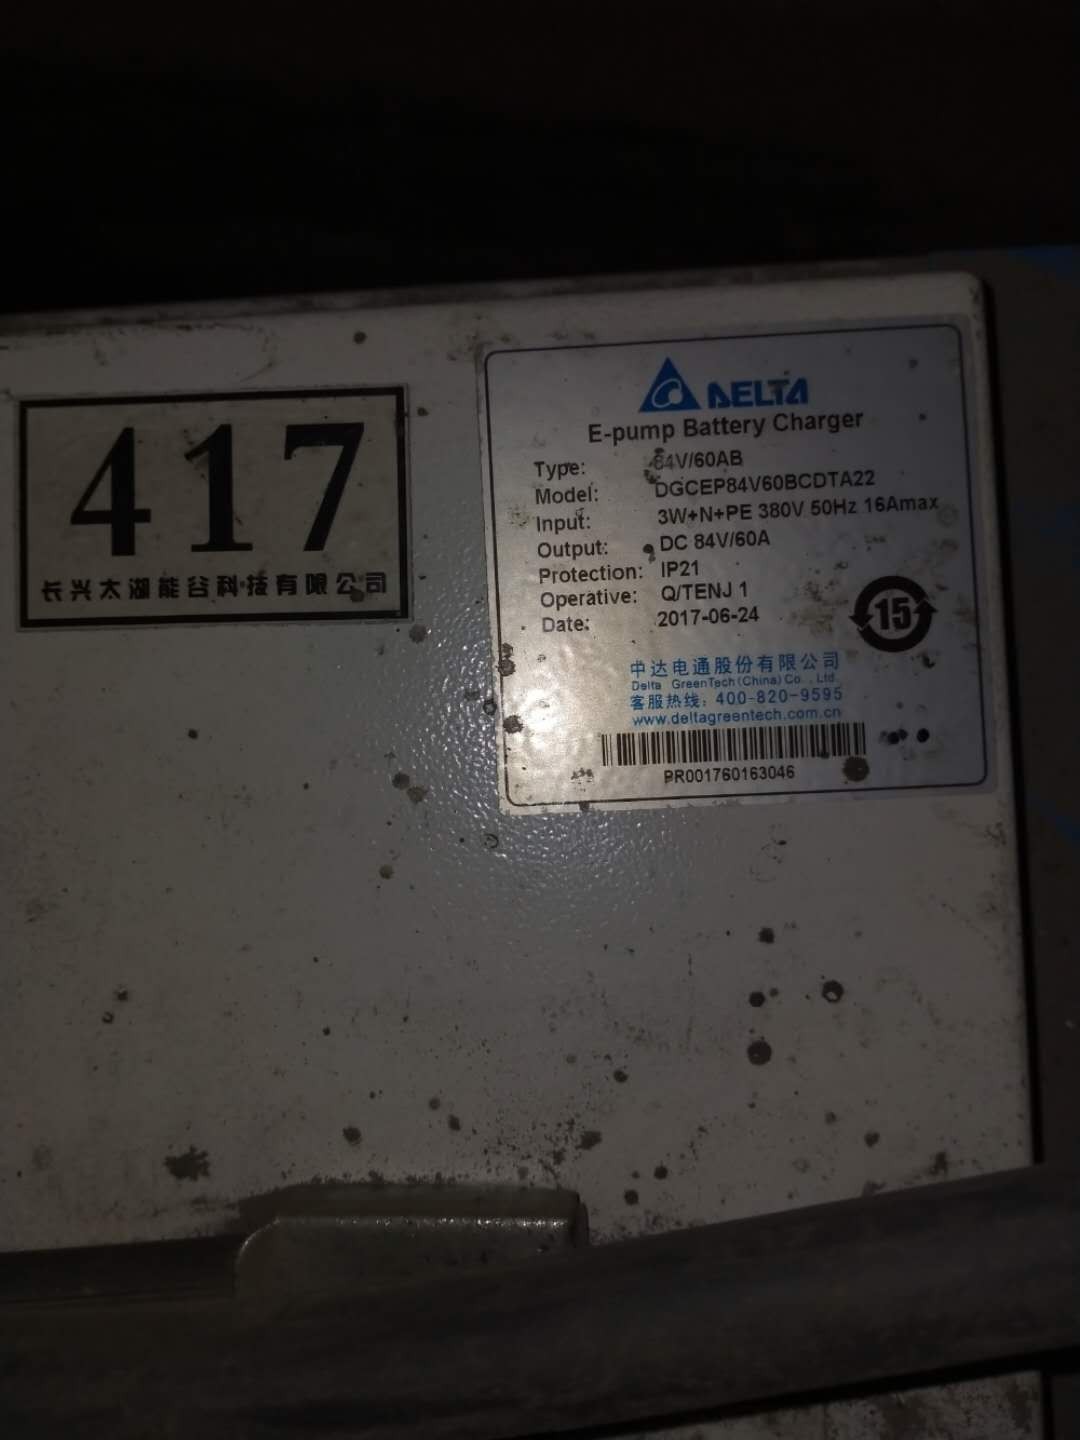 417
长兴太湖能谷科技有限公司
DELTA
E-pump Battery Charger
Type: 84V/60AB
Model: DGCEP84V60BCDTA22
Input: 3W+N+PE 380V 50Hz 16Amax
Output: DC 84V/60A
Protection: IP21
Operative: Q/TENJ 1
Date: 2017-06-24
15
中达电通股份有限公司
Delta GreenTech(China)Co.,Ltd.
客服热线: 400-820-9595
www.deltagreentech.com.cn
PR001760163046